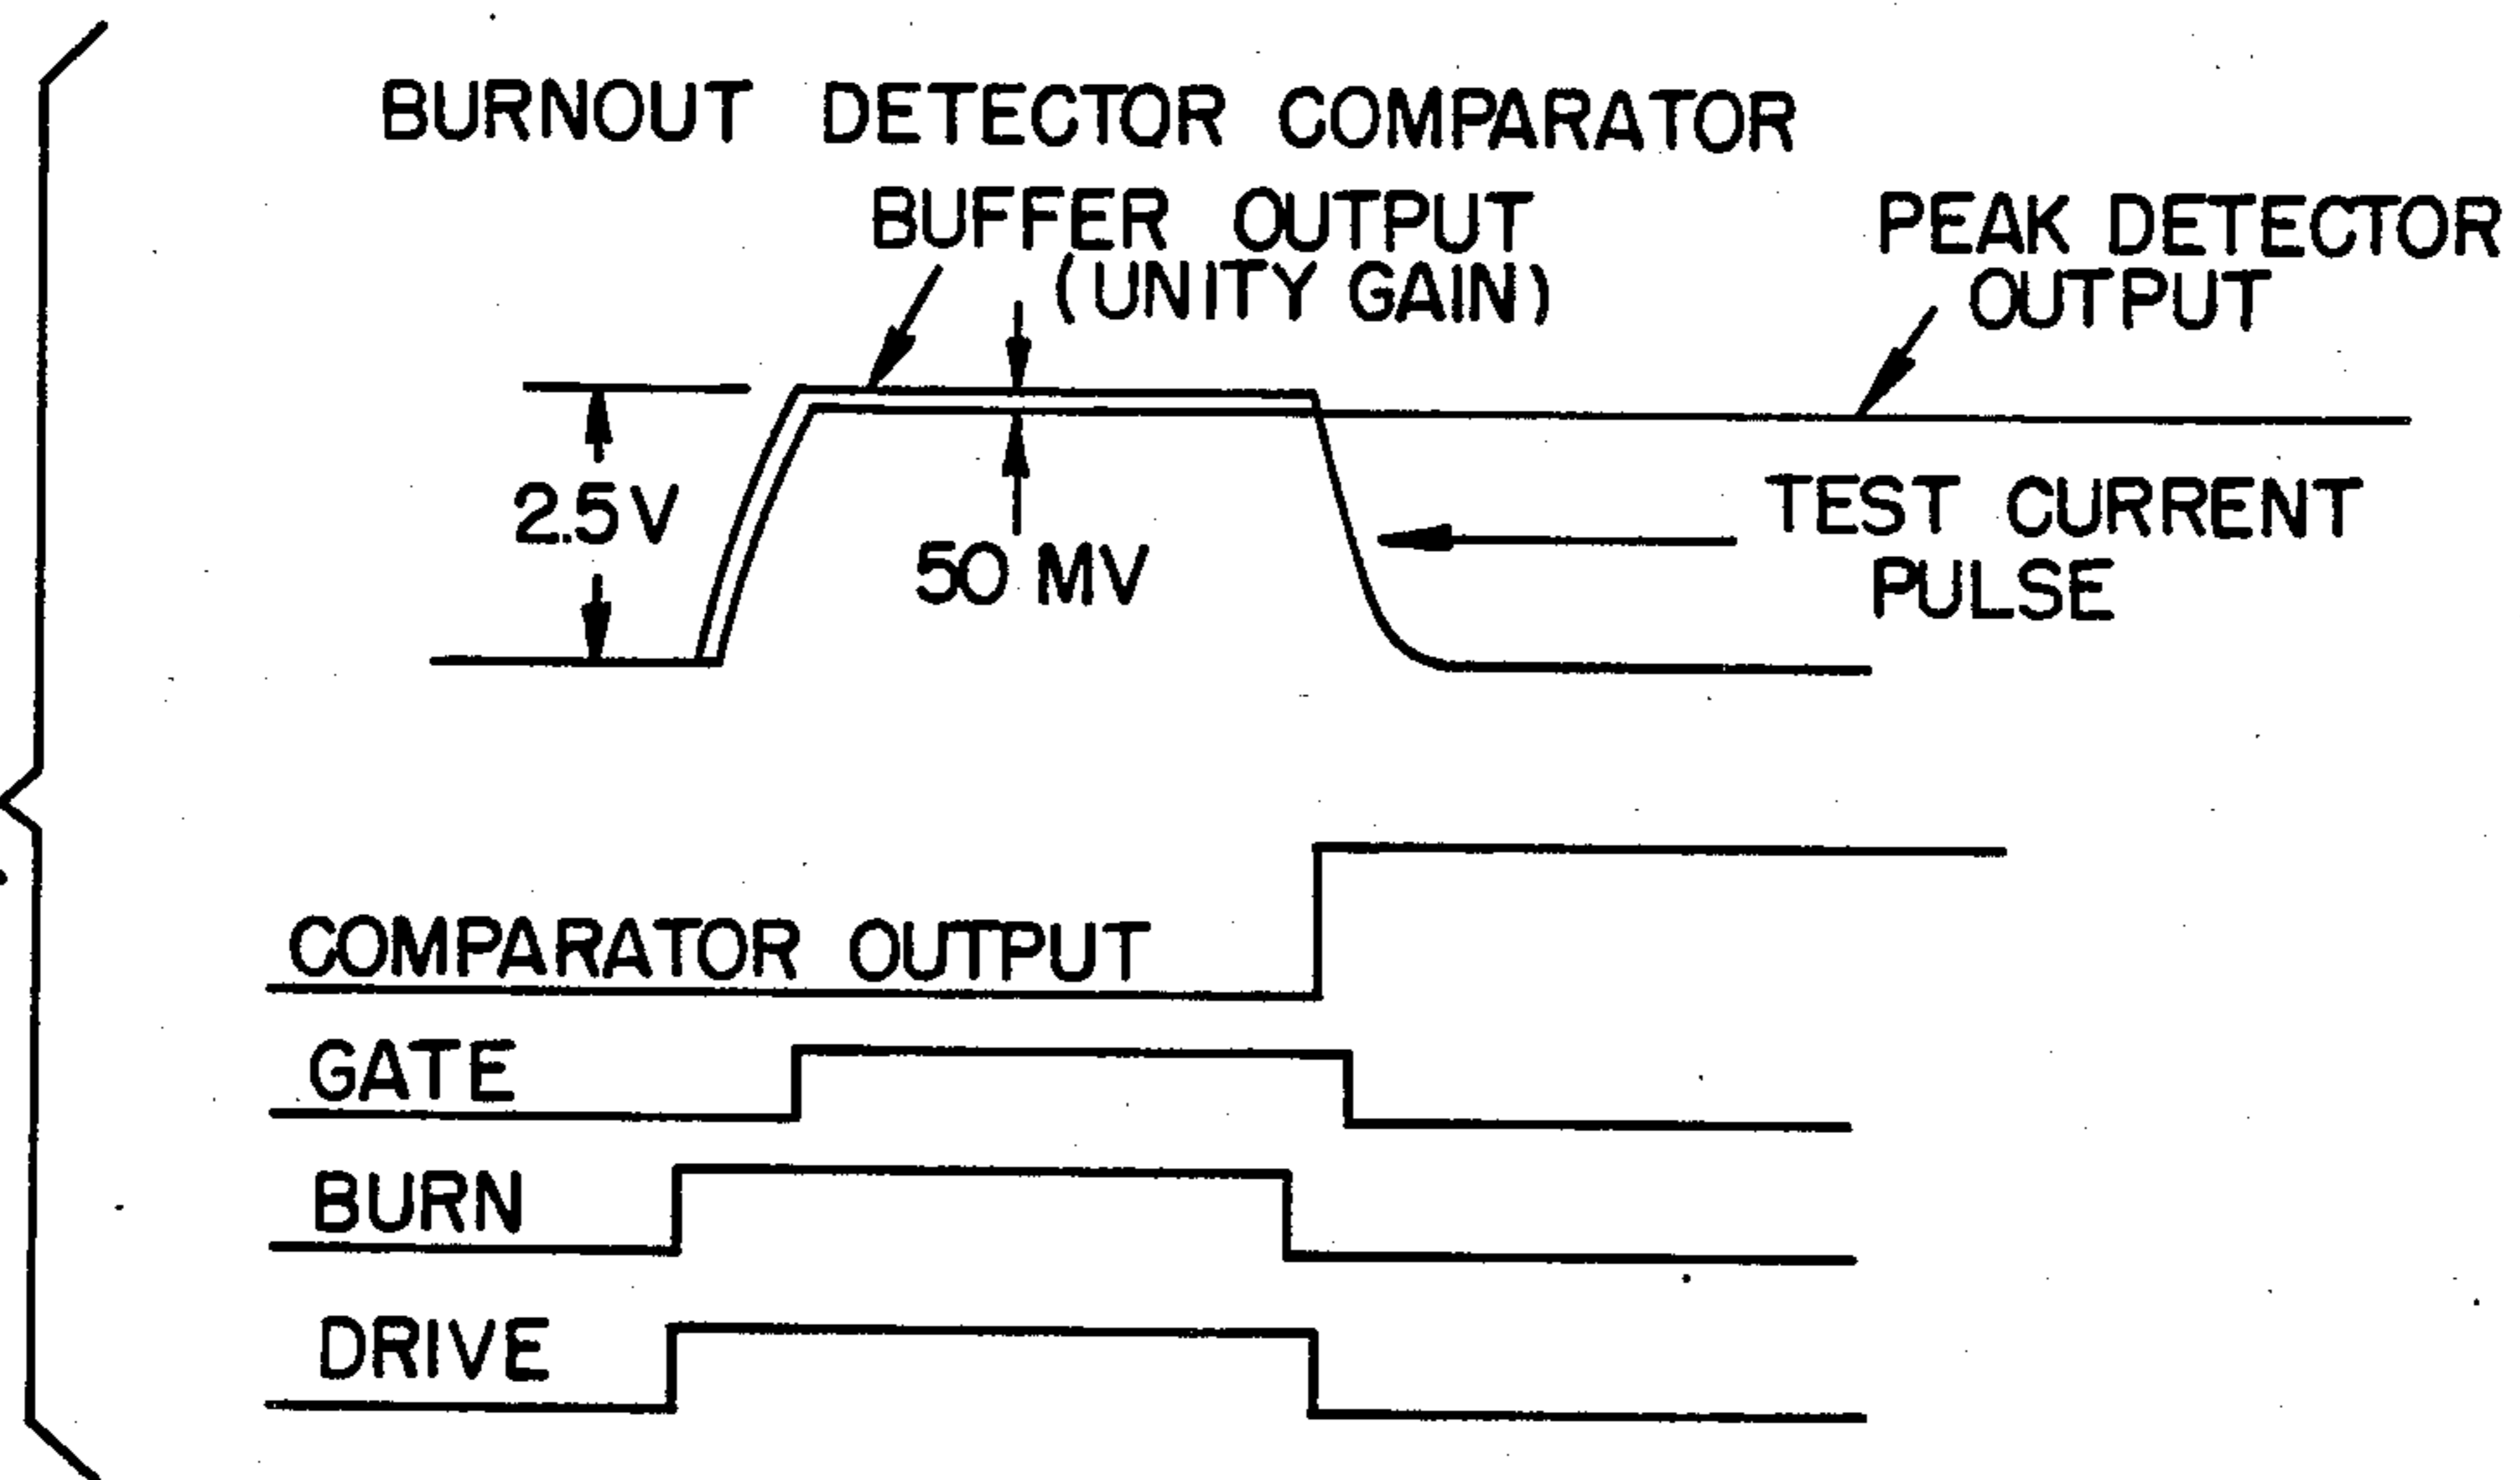 BURNOUT DETECTOR COMPARATOR
BUFFER OUTPUT
(UNITY GAIN)
PEAK DETECTOR
OUTPUT
2.5V
50 MV
TEST CURRENT
PULSE
COMPARATOR OUTPUT
GATE
BURN
DRIVE